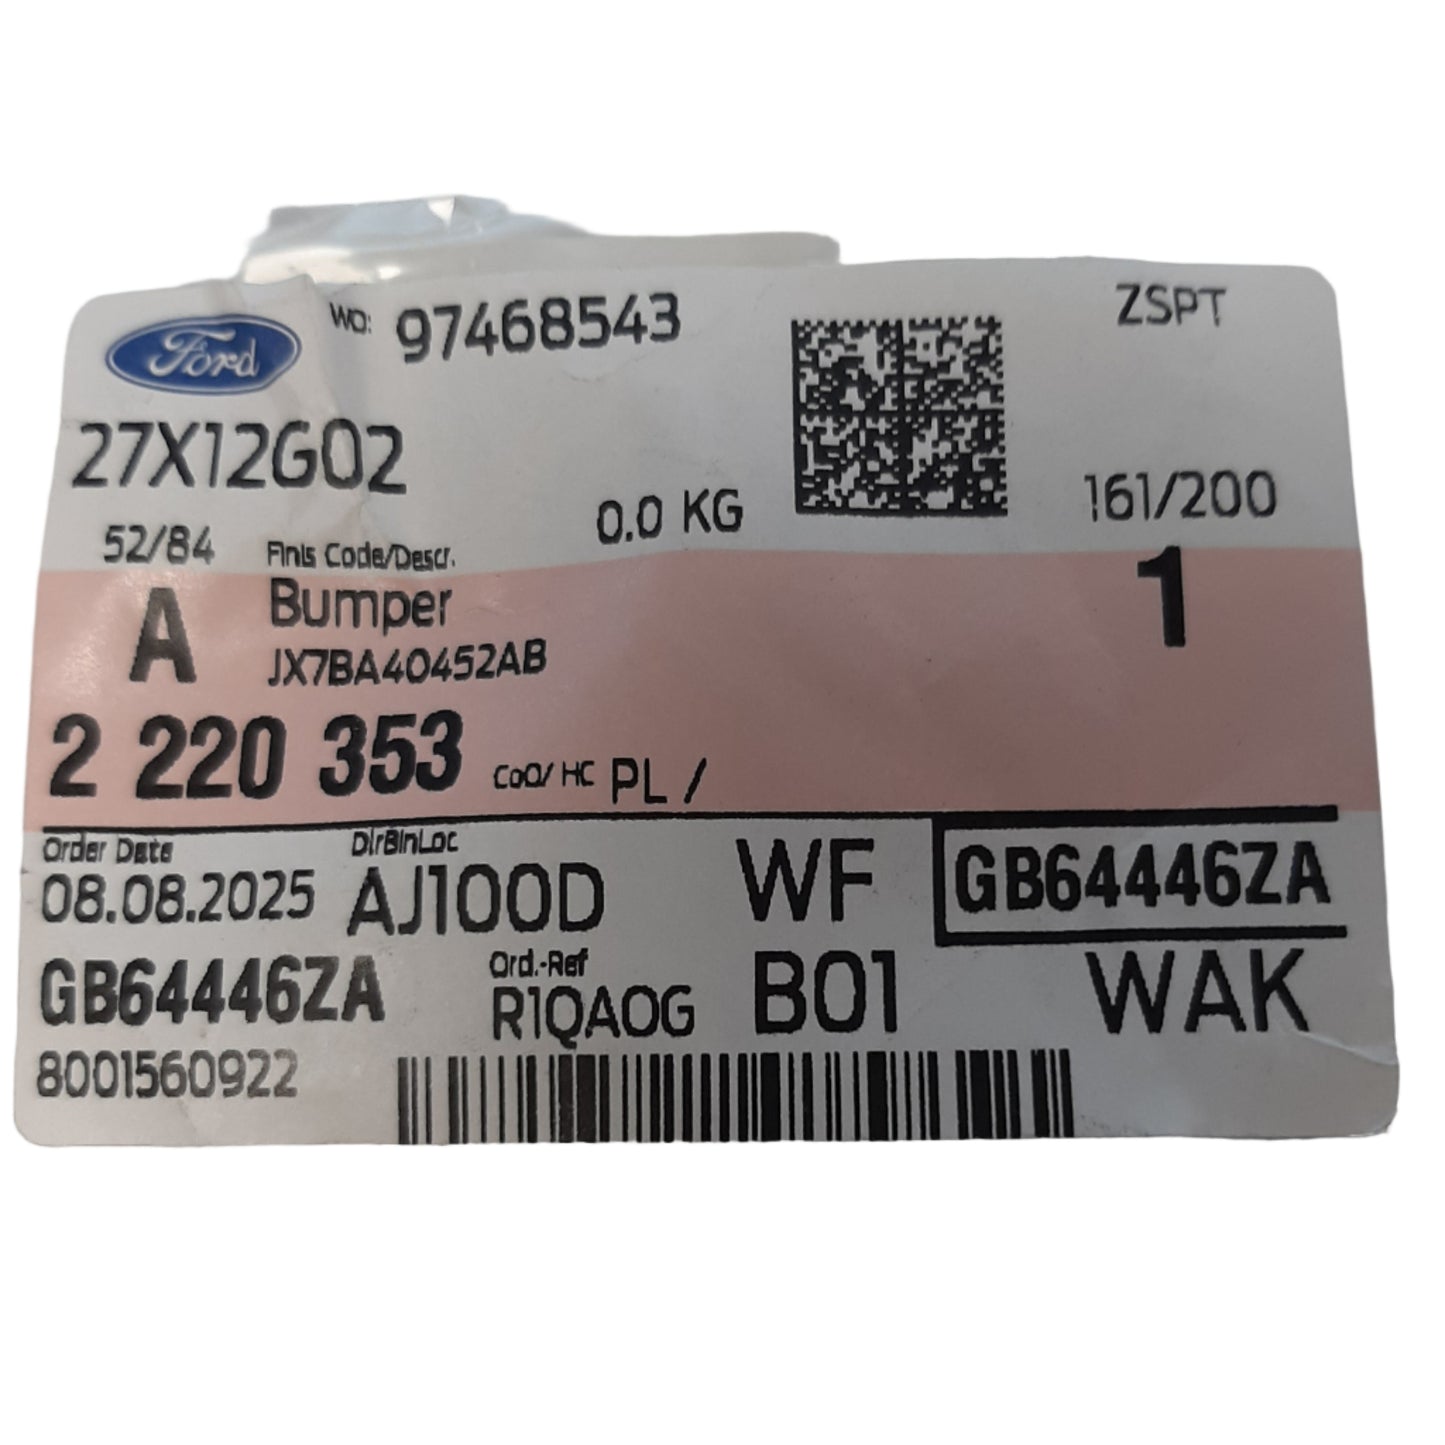 Ford
WO: 97468543
ZSPT
27X12G02
0.0 KG
161/200
52/84
Finis Code/Descr.
A
Bumper
1
JX7BA40452AB
2 220 353
CoO/ HC PL /
Order Date
DirBinLoc
08.08.2025
AJ100D
WF
GB64446ZA
GB64446ZA
Ord.-Ref
R1QAOG
B01
WAK
8001560922